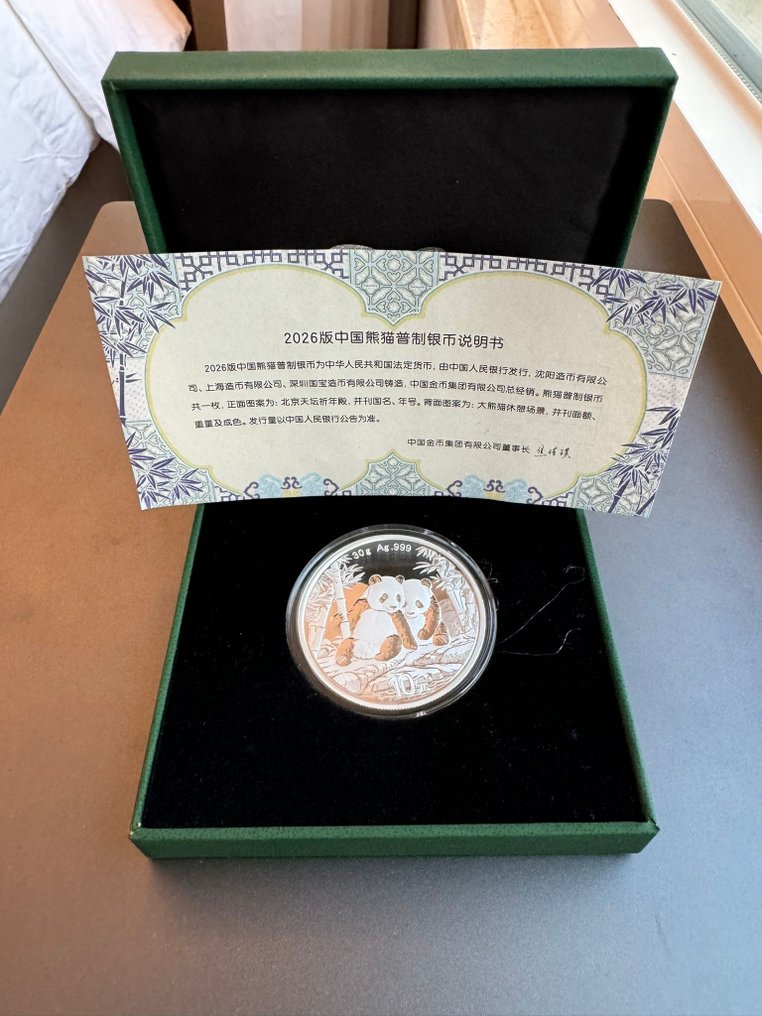 2026版中国熊猫普制银币说明书
2026版中国熊猫普制银币为中华人民共和国法定货币，由中国人民银行发行，沈阳造币有限公
司、上海造币有限公司、深圳国宝造币有限公司铸造，中国金币集团有限公司总经销。熊猫普制银币
共一枚，正面图案为：北京天坛祈年殿，并刊国名、年号。背面图案为：大熊猫休憩场景，并刊面额、
重量及成色。发行量以中国人民银行公告为准。
中国金币集团有限公司董事长
30g Ag.999
10元